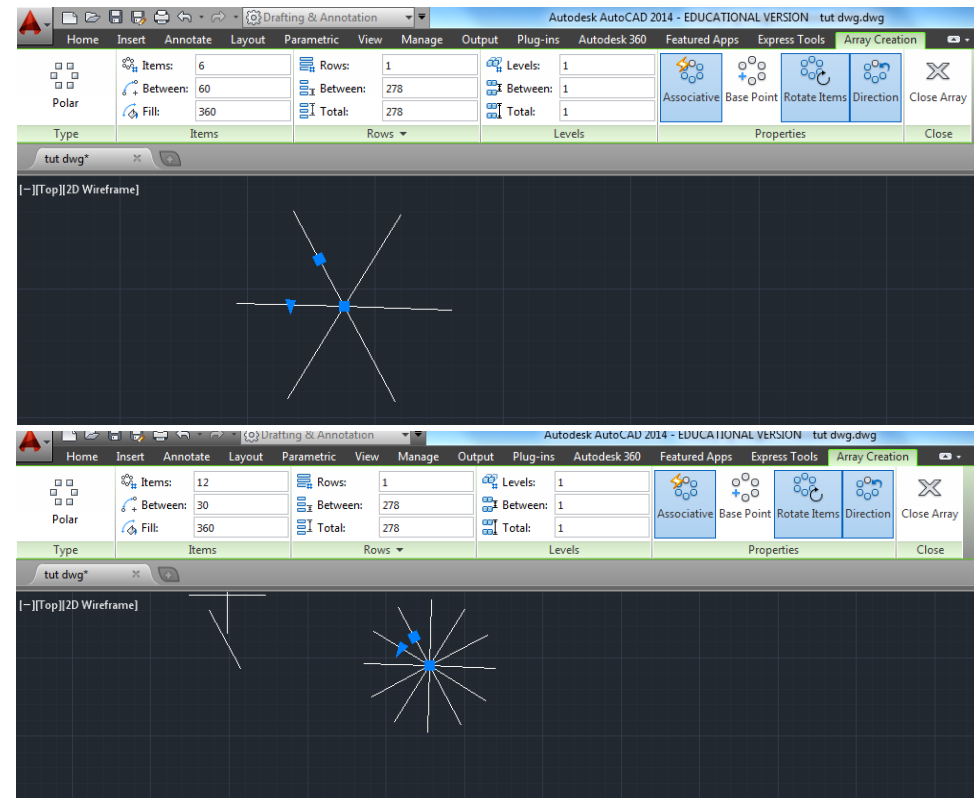 Drafting & Annotation Autodesk AutoCAD 2014 - EDUCATIONAL VERSION tut dwg.dwg
Home Insert Annotate Layout Parametric View Manage Output Plug-ins Autodesk 360 Featured Apps Express Tools Array Creation
Items: 6 Rows: 1 Levels: 1
Between: 60 Between: 278 Between: 1
Polar Fill: 360 Total: 278 Total: 1 Associative Base Point Rotate Items Direction Close Array
Type Items Rows Levels Properties Close
tut dwg*
[−][Top][2D Wireframe]
Drafting & Annotation Autodesk AutoCAD 2014 - EDUCATIONAL VERSION tut dwg.dwg
Home Insert Annotate Layout Parametric View Manage Output Plug-ins Autodesk 360 Featured Apps Express Tools Array Creation
Items: 12 Rows: 1 Levels: 1
Between: 30 Between: 278 Between: 1
Polar Fill: 360 Total: 278 Total: 1 Associative Base Point Rotate Items Direction Close Array
Type Items Rows Levels Properties Close
tut dwg*
[−][Top][2D Wireframe]